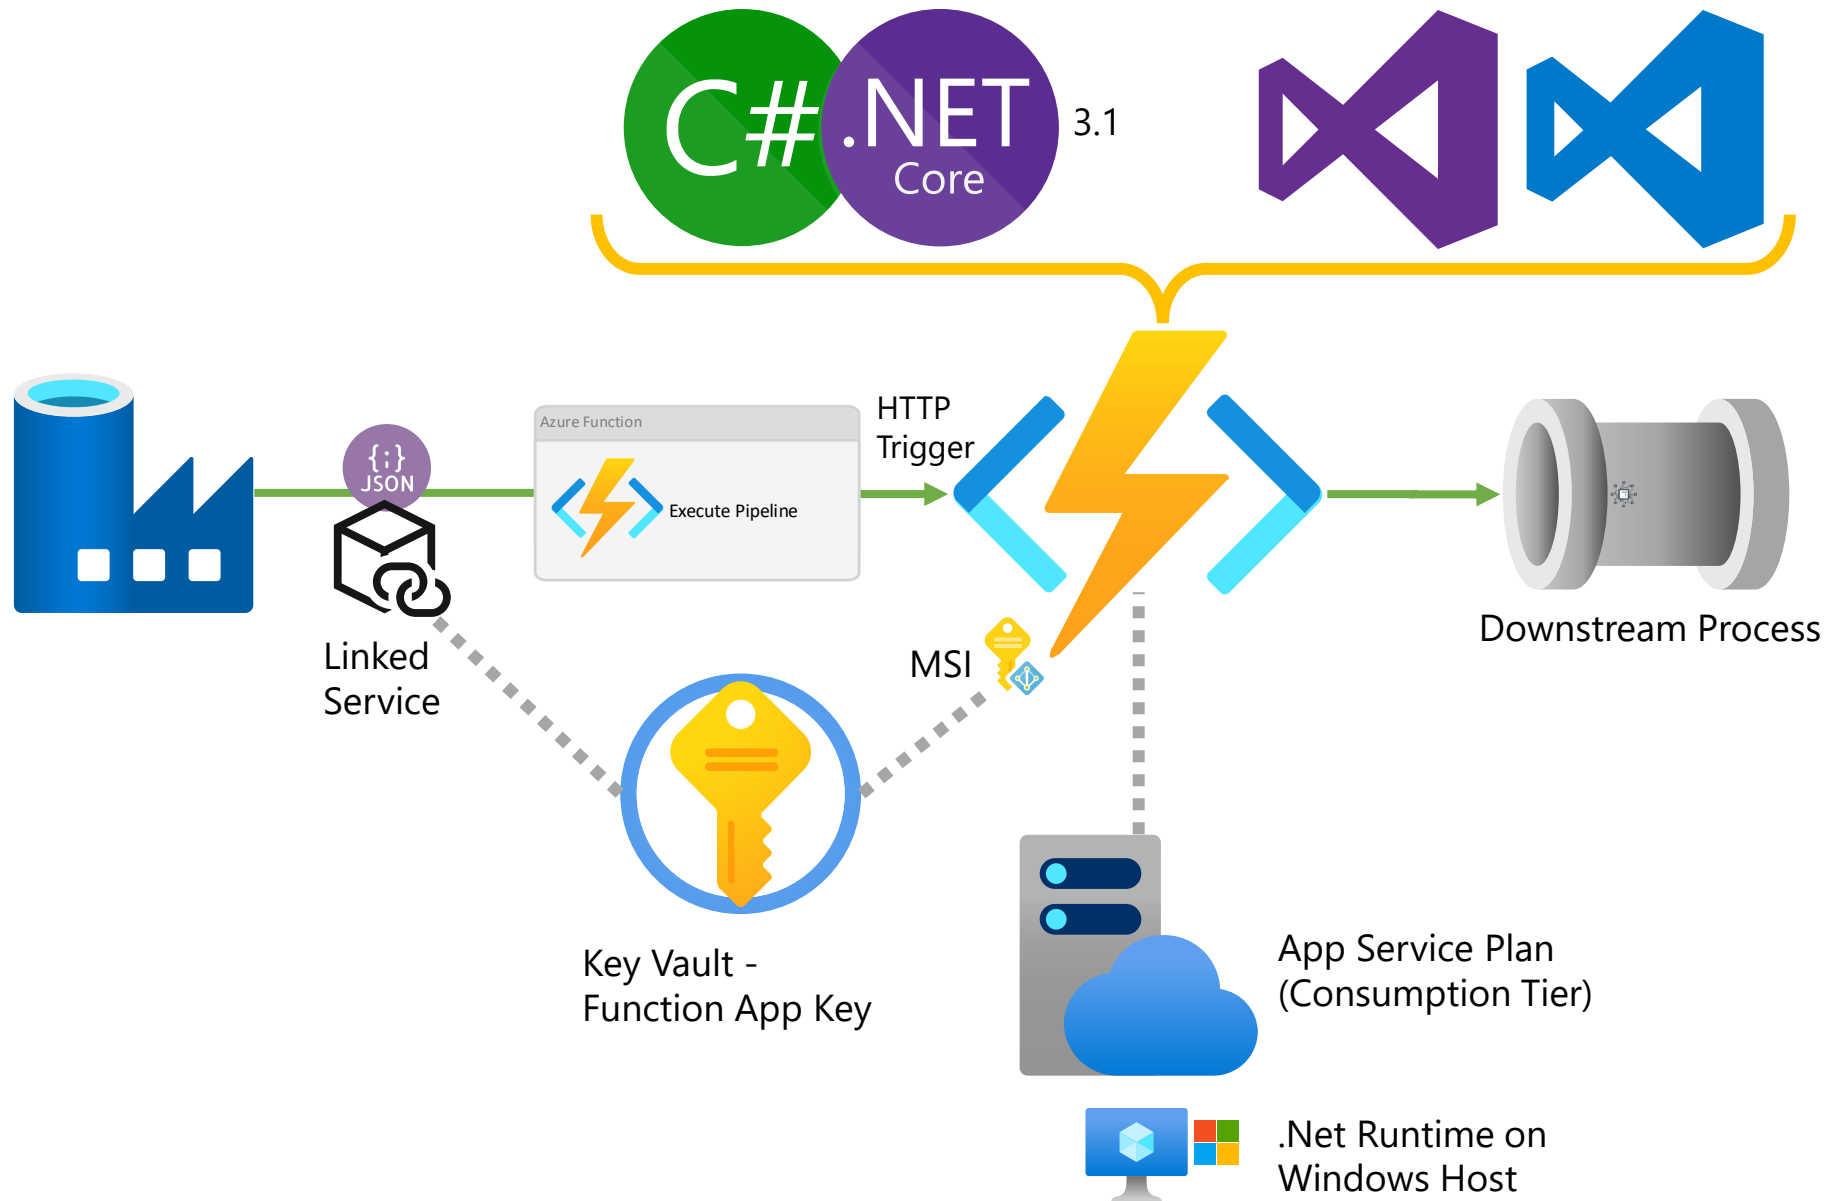 C#
.NET
Core
3.1
{;}
JSON
Azure Function
Execute Pipeline
HTTP
Trigger
Linked
Service
MSI
Downstream Process
Key Vault -
Function App Key
App Service Plan
(Consumption Tier)
.Net Runtime on
Windows Host